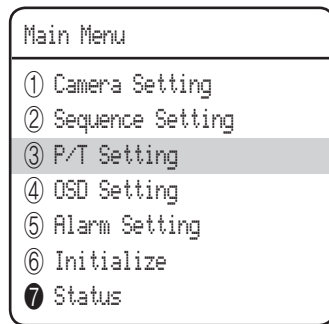 Main Menu
① Camera Setting
② Sequence Setting
③ P/T Setting
④ OSD Setting
⑤ Alarm Setting
⑥ Initialize
❼ Status